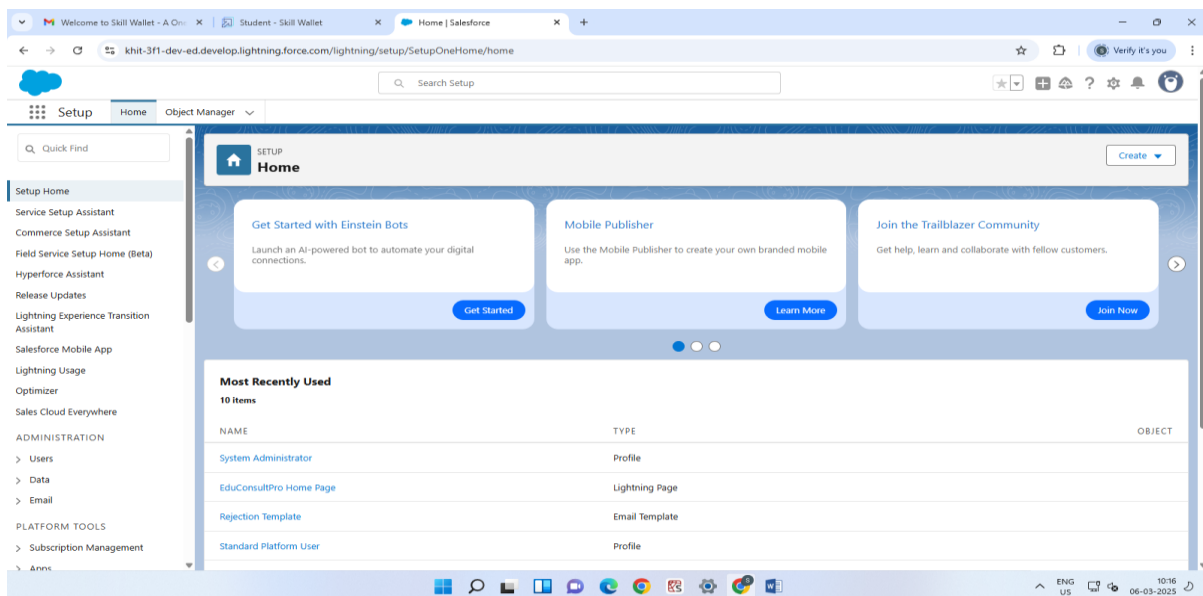 Welcome to Skill Wallet - A One
Student - Skill Wallet
Home | Salesforce
khit-3f1-dev-ed.develop.lightning.force.com/lightning/setup/SetupOneHome/home
Verify it's you
Search Setup
Setup
Home
Object Manager
Quick Find
Setup Home
Service Setup Assistant
Commerce Setup Assistant
Field Service Setup Home (Beta)
Hyperforce Assistant
Release Updates
Lightning Experience Transition
Assistant
Salesforce Mobile App
Lightning Usage
Optimizer
Sales Cloud Everywhere
ADMINISTRATION
Users
Data
Email
PLATFORM TOOLS
Subscription Management
Apps
SETUP
Home
Create
Get Started with Einstein Bots
Launch an AI-powered bot to automate your digital
connections.
Get Started
Mobile Publisher
Use the Mobile Publisher to create your own branded mobile
app.
Learn More
Join the Trailblazer Community
Get help, learn and collaborate with fellow customers.
Join Now
Most Recently Used
10 items
NAME TYPE OBJECT
System Administrator Profile
EduConsultPro Home Page Lightning Page
Rejection Template Email Template
Standard Platform User Profile
ENG
US
10:16
06-03-2025